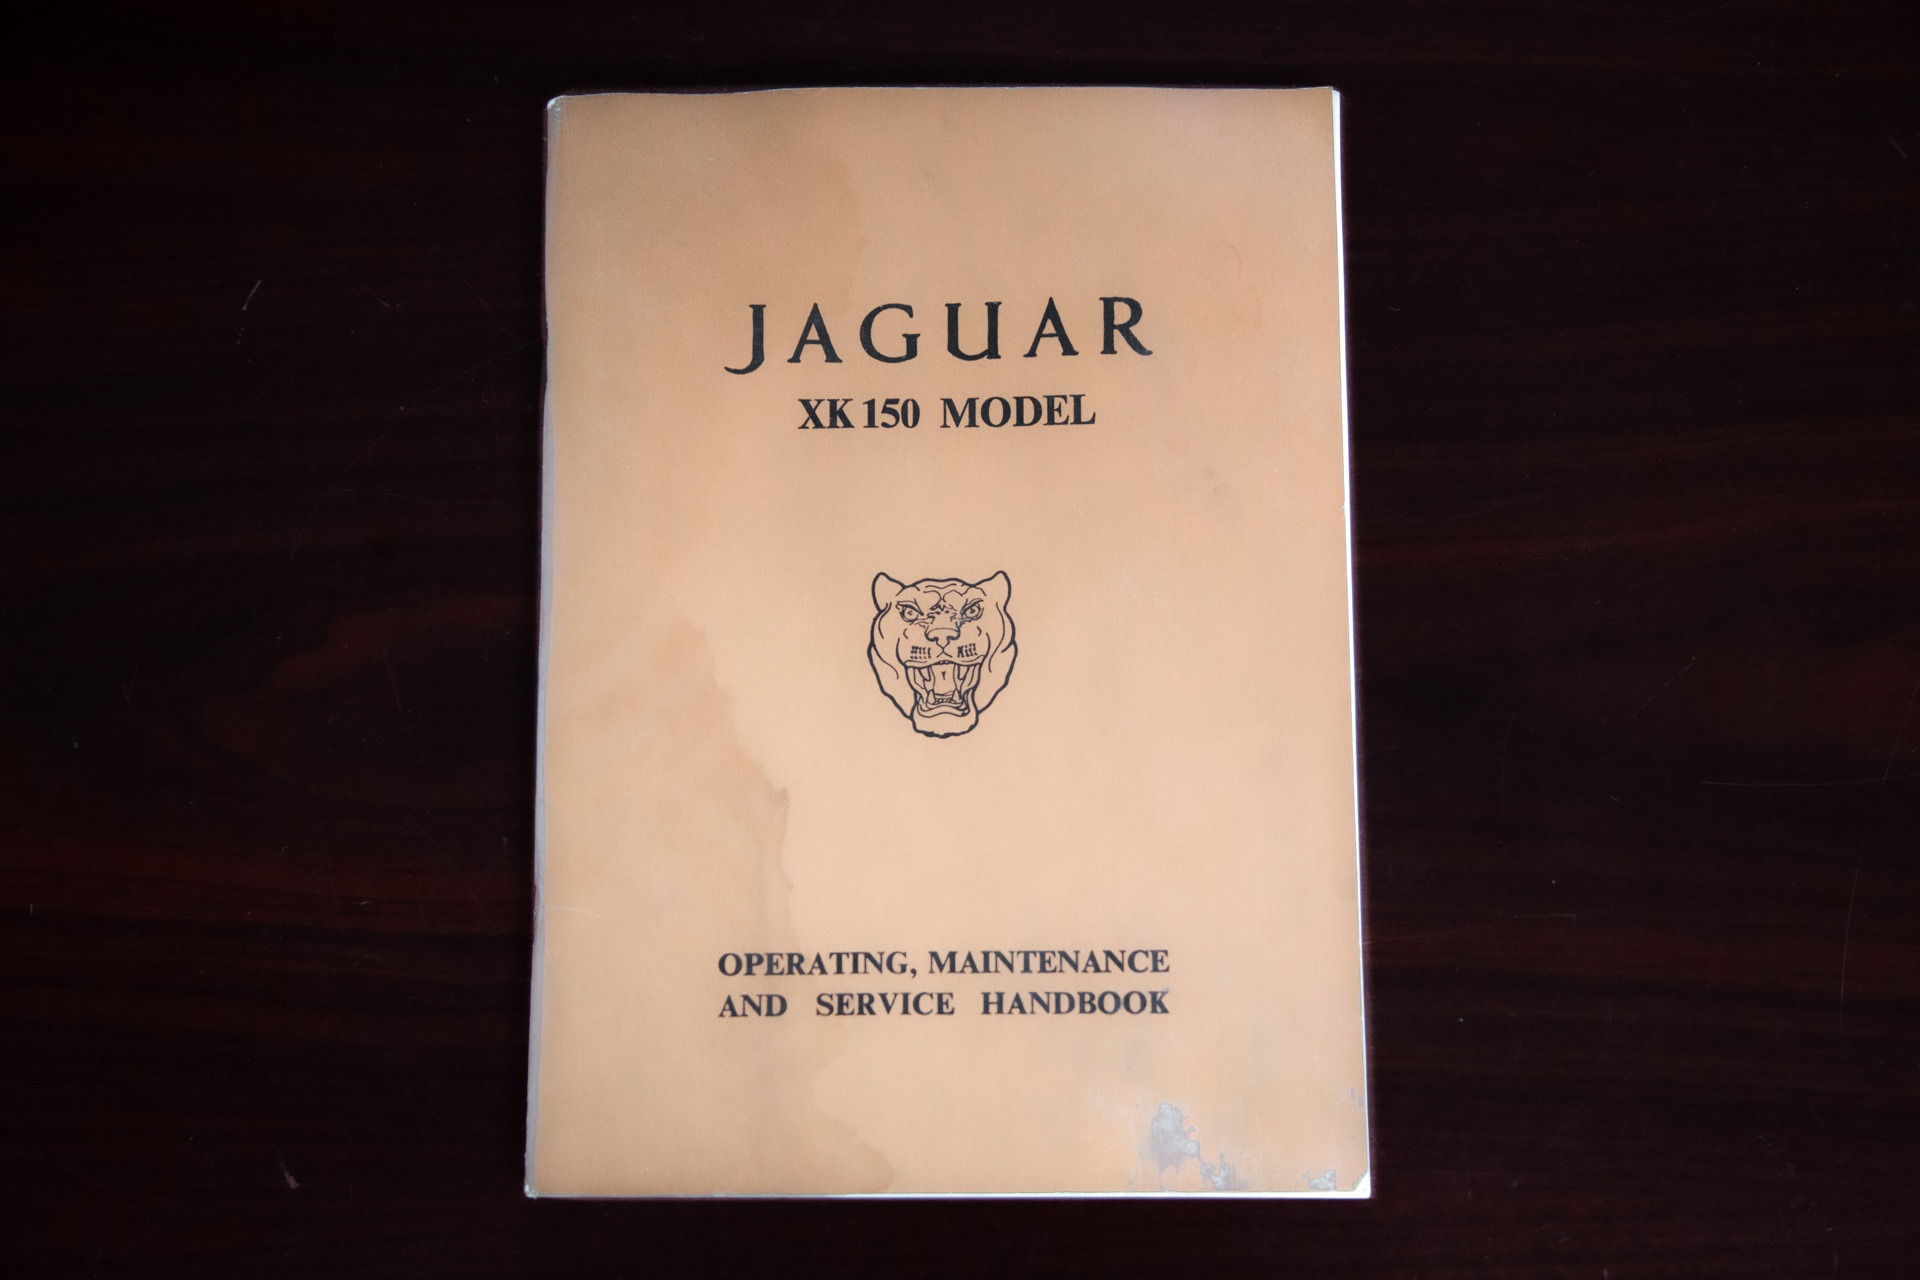 JAGUAR
XK 150 MODEL
OPERATING, MAINTENANCE
AND SERVICE HANDBOOK